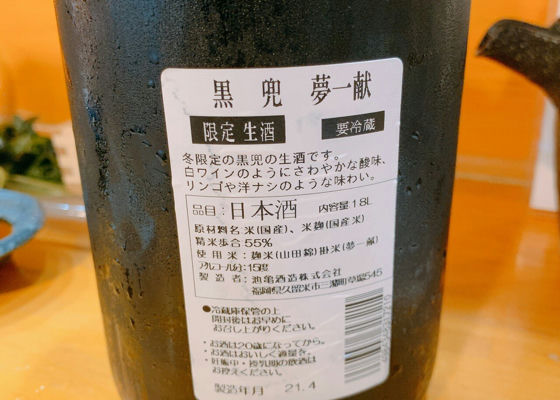 黒兜 夢一献
限定 生酒 要冷蔵
冬限定の黒兜の生酒です。
白ワインのようにさわやかな酸味、
リンゴや洋ナシのような味わい。
品目:日本酒 内容量1.8L
原材料名 米(国産)、米麹(国産米)
精米歩合 55%
使用米:麹米(山田錦)掛米(夢一献)
アルコール分:15度
製造者:池亀酒造株式会社
福岡県久留米市三潴町草場545
●冷蔵庫保管の上
開封後はお早めに
お召し上がりください。
・お酒は20歳になってから。
・お酒はおいしく適量を。
・妊娠中・授乳期の飲酒は
お控えください。
製造年月 21.4